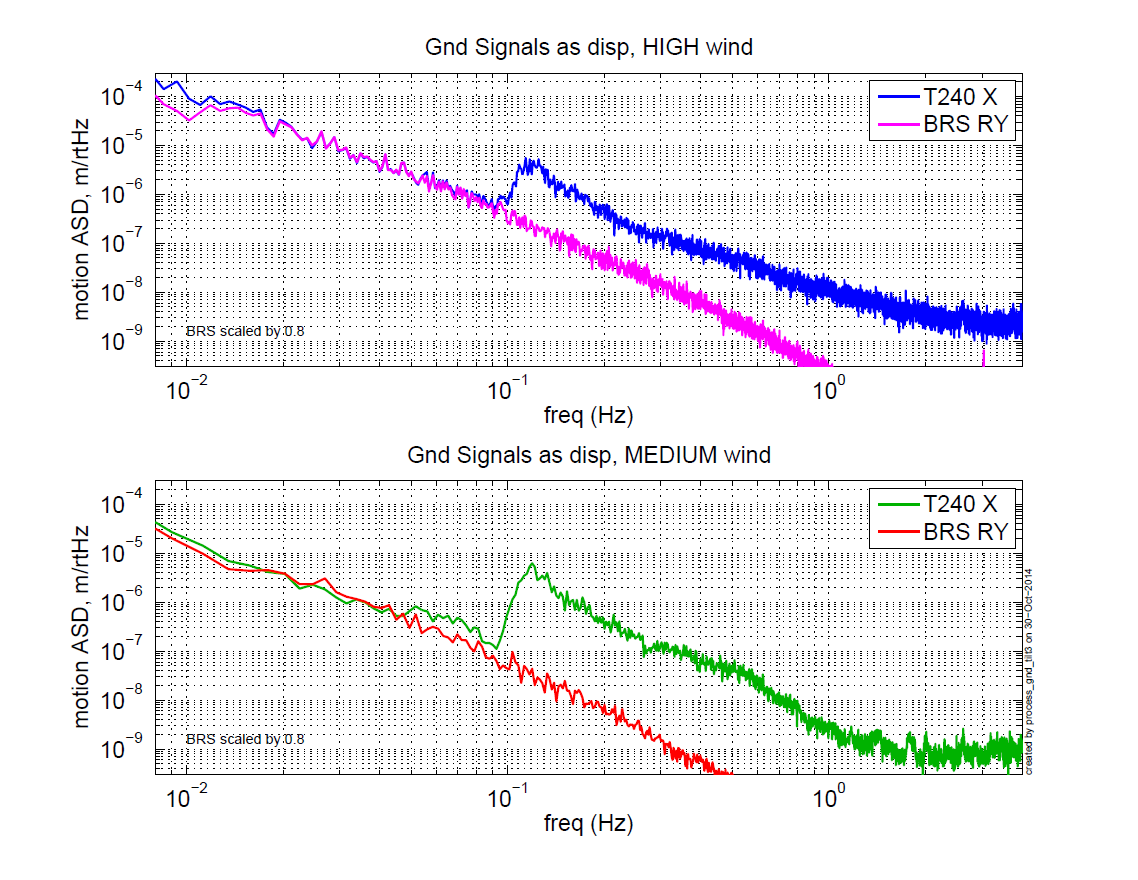 Gnd Signals as disp, HIGH wind
motion ASD, m/rtHz
10⁻⁴
10⁻⁵
10⁻⁶
10⁻⁷
10⁻⁸
10⁻⁹
T240 X
BRS RY
BRS scaled by 0.8
10⁻²
10⁻¹
10⁰
freq (Hz)
Gnd Signals as disp, MEDIUM wind
motion ASD, m/rtHz
10⁻⁴
10⁻⁵
10⁻⁶
10⁻⁷
10⁻⁸
10⁻⁹
T240 X
BRS RY
BRS scaled by 0.8
10⁻²
10⁻¹
10⁰
freq (Hz)
created by process_gnd_tilt3 on 30-Oct-2014